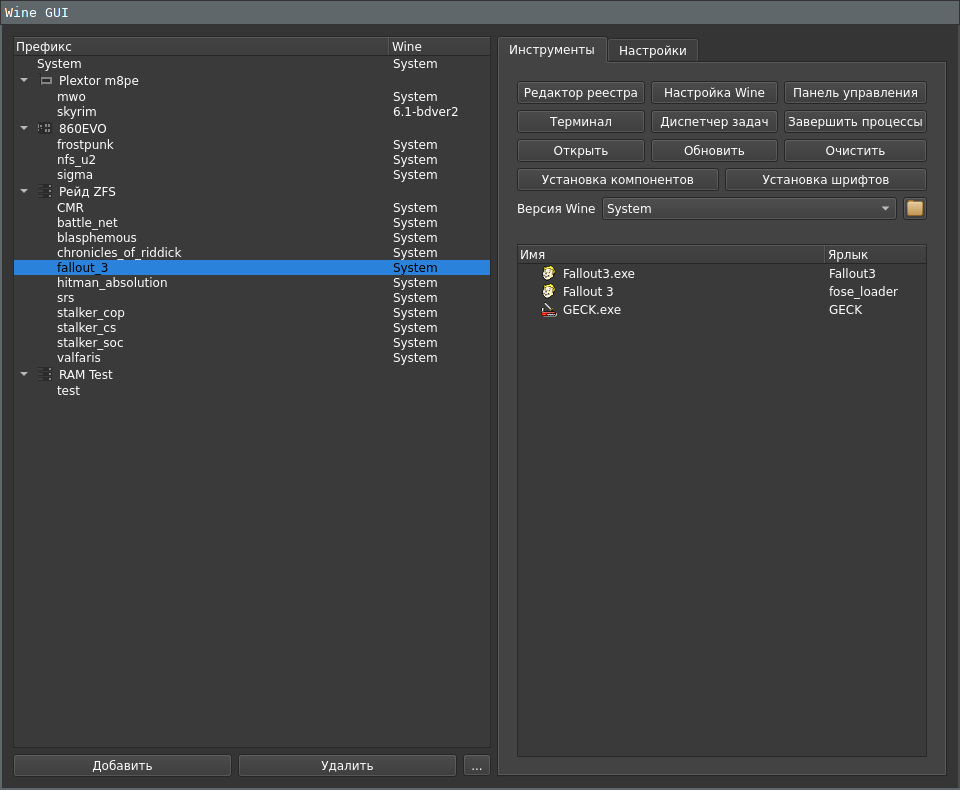 Wine GUI
Префикс Wine
System System
Plextor m8pe
mwo System
skyrim 6.1-bdver2
860EVO
frostpunk System
nfs_u2 System
sigma System
Рейд ZFS
CMR System
battle_net System
blasphemous System
chronicles_of_riddick System
fallout_3 System
hitman_absolution System
srs System
stalker_cop System
stalker_cs System
stalker_soc System
valfaris System
RAM Test
test
Добавить Удалить ...
Инструменты Настройки
Редактор реестра Настройка Wine Панель управления
Терминал Диспетчер задач Завершить процессы
Открыть Обновить Очистить
Установка компонентов Установка шрифтов
Версия Wine System
Имя Ярлык
Fallout3.exe Fallout3
Fallout 3 fose_loader
GECK.exe GECK